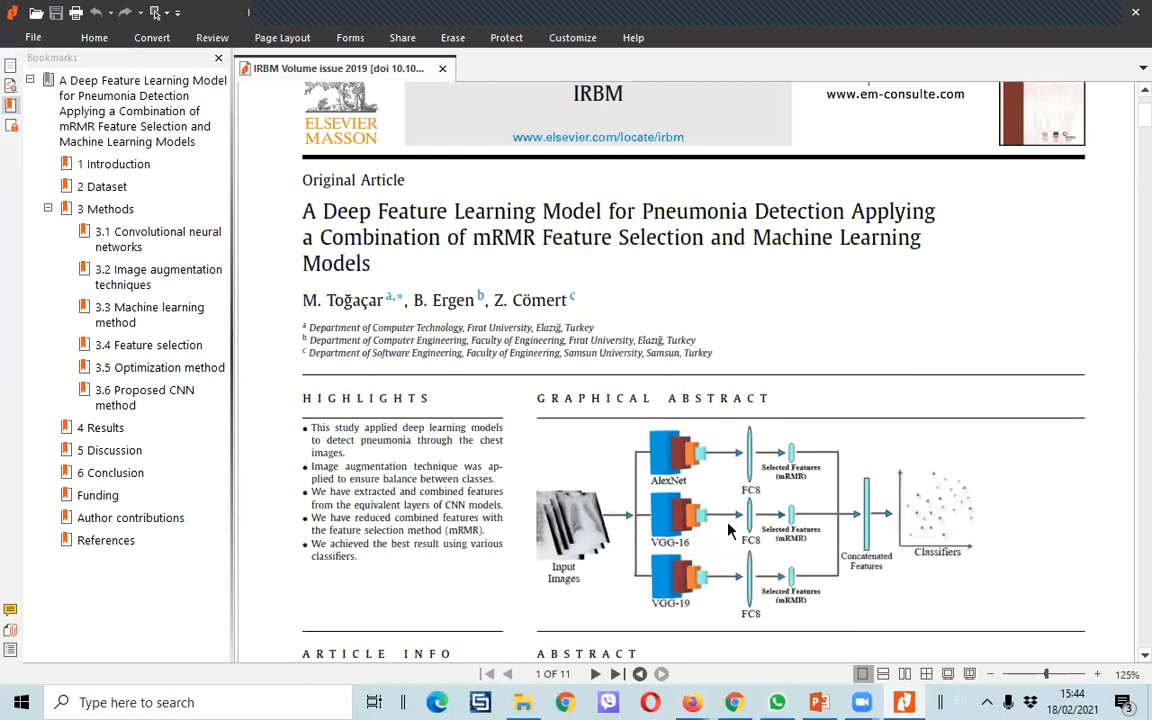 File
Home
Convert
Review
Page Layout
Forms
Share
Erase
Protect
Customize
Help
Bookmarks
A Deep Feature Learning Model
for Pneumonia Detection
Applying a Combination of
mRMR Feature Selection and
Machine Learning Models
1 Introduction
2 Dataset
3 Methods
3.1 Convolutional neural
networks
3.2 Image augmentation
techniques
3.3 Machine learning
method
3.4 Feature selection
3.5 Optimization method
3.6 Proposed CNN
method
4 Results
5 Discussion
6 Conclusion
Funding
Author contributions
References
IRBM Volume issue 2019 [doi 10.10...
ELSEVIER
MASSON
IRBM
www.elsevier.com/locate/irbm
www.em-consulte.com
Original Article
A Deep Feature Learning Model for Pneumonia Detection Applying
a Combination of mRMR Feature Selection and Machine Learning
Models
M. Toğaçar a,*, B. Ergen b, Z. Cömert c
a Department of Computer Technology, Fırat University, Elazığ, Turkey
b Department of Computer Engineering, Faculty of Engineering, Fırat University, Elazığ, Turkey
c Department of Software Engineering, Faculty of Engineering, Samsun University, Samsun, Turkey
HIGHLIGHTS
• This study applied deep learning models
to detect pneumonia through the chest
images.
• Image augmentation technique was ap-
plied to ensure balance between classes.
• We have extracted and combined features
from the equivalent layers of CNN models.
• We have reduced combined features with
the feature selection method (mRMR).
• We achieved the best result using various
classifiers.
GRAPHICAL ABSTRACT
Input
Images
AlexNet
FC8
Selected Features
(mRMR)
VGG-16
FC8
Selected Features
(mRMR)
VGG-19
FC8
Selected Features
(mRMR)
Concatenated
Features
Classifiers
ARTICLE INFO
ABSTRACT
1 OF 11
125%
Type here to search
15:44
18/02/2021
3